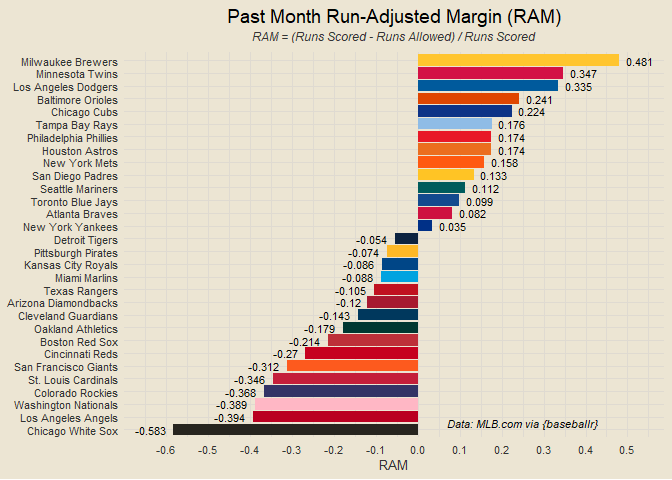 Past Month Run-Adjusted Margin (RAM)
RAM = (Runs Scored - Runs Allowed) / Runs Scored
Milwaukee Brewers 0.481
Minnesota Twins 0.347
Los Angeles Dodgers 0.335
Baltimore Orioles 0.241
Chicago Cubs 0.224
Tampa Bay Rays 0.176
Philadelphia Phillies 0.174
Houston Astros 0.174
New York Mets 0.158
San Diego Padres 0.133
Seattle Mariners 0.112
Toronto Blue Jays 0.099
Atlanta Braves 0.082
New York Yankees 0.035
Detroit Tigers -0.054
Pittsburgh Pirates -0.074
Kansas City Royals -0.086
Miami Marlins -0.088
Texas Rangers -0.105
Arizona Diamondbacks -0.12
Cleveland Guardians -0.143
Oakland Athletics -0.179
Boston Red Sox -0.214
Cincinnati Reds -0.27
San Francisco Giants -0.312
St. Louis Cardinals -0.346
Colorado Rockies -0.368
Washington Nationals -0.389
Los Angeles Angels -0.394
Chicago White Sox -0.583
Data: MLB.com via {baseballr}
-0.6 -0.5 -0.4 -0.3 -0.2 -0.1 0.0 0.1 0.2 0.3 0.4 0.5
RAM